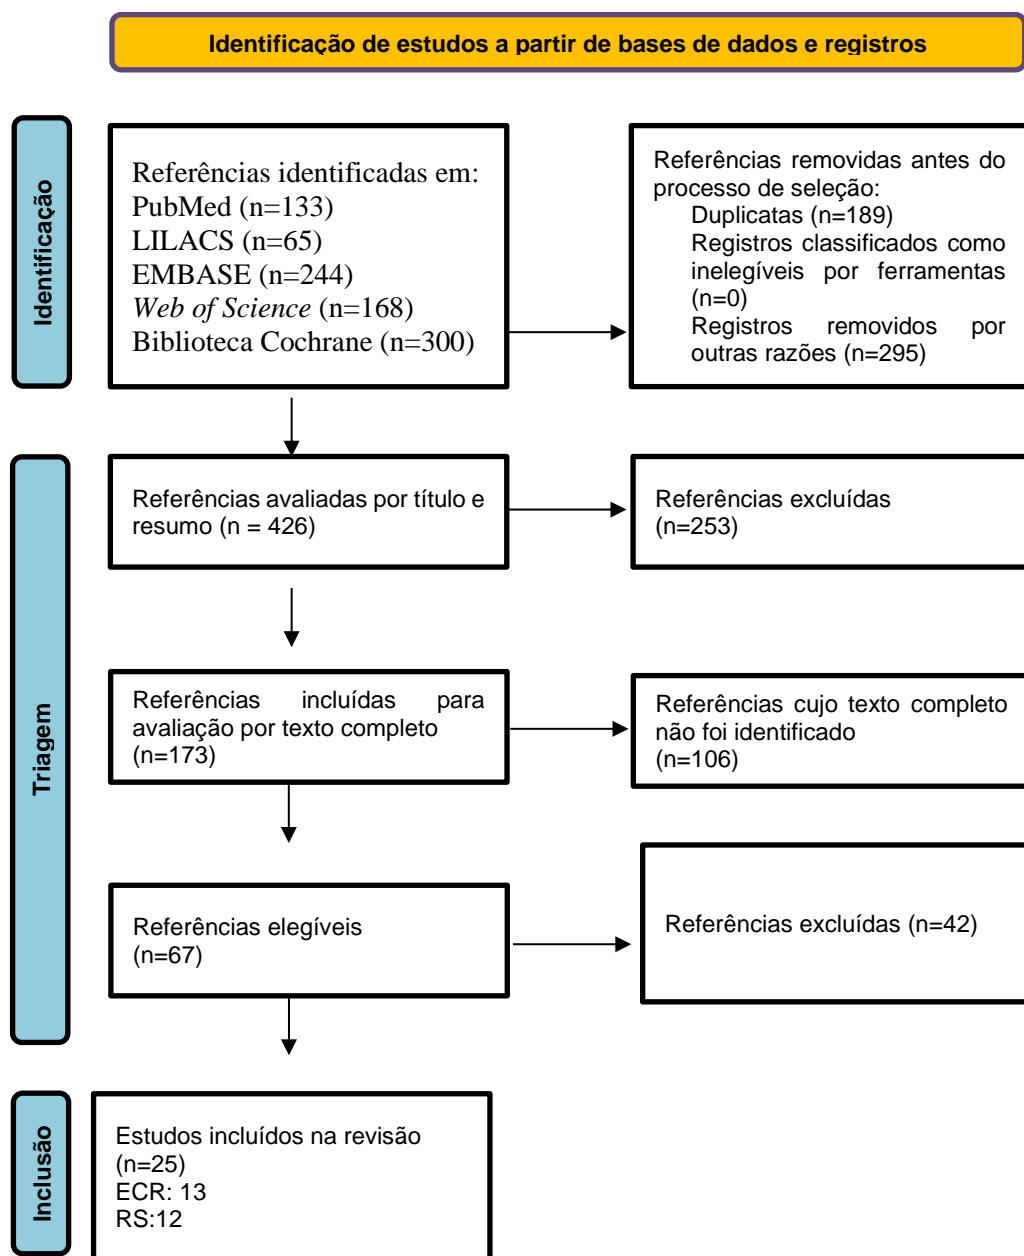 Identificação de estudos a partir de bases de dados e registros
Identificação
Referências identificadas em:
PubMed (n=133)
LILACS (n=65)
EMBASE (n=244)
Web of Science (n=168)
Biblioteca Cochrane (n=300)
Referências removidas antes do
processo de seleção:
Duplicatas (n=189)
Registros classificados como
inelegíveis por ferramentas
(n=0)
Registros removidos por
outras razões (n=295)
Triagem
Referências avaliadas por título e
resumo (n = 426)
Referências excluídas
(n=253)
Referências incluídas para
avaliação por texto completo
(n=173)
Referências cujo texto completo
não foi identificado
(n=106)
Referências elegíveis
(n=67)
Referências excluídas (n=42)
Inclusão
Estudos incluídos na revisão
(n=25)
ECR: 13
RS:12